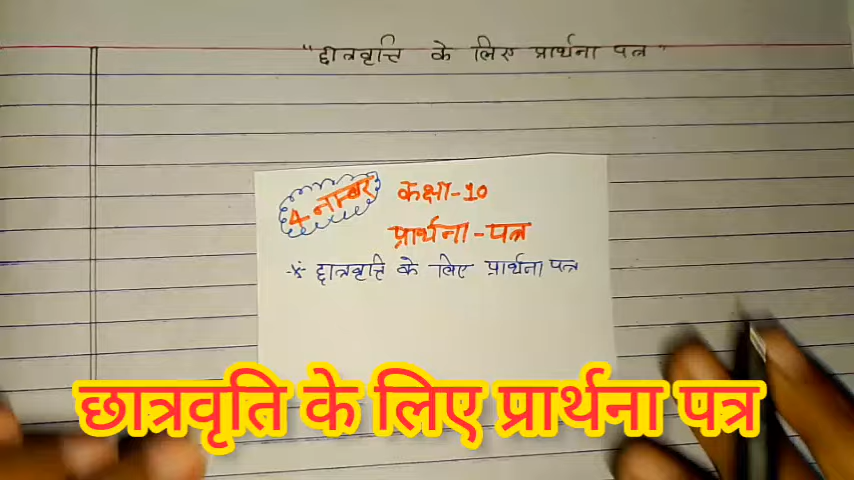 "छात्रवृत्ति के लिए प्रार्थना पत्र"
4 नम्बर
कक्षा-10
प्रार्थना-पत्र
-x- छात्रवृत्ति के लिए प्रार्थना पत्र
छात्रवृति के लिए प्रार्थना पत्र